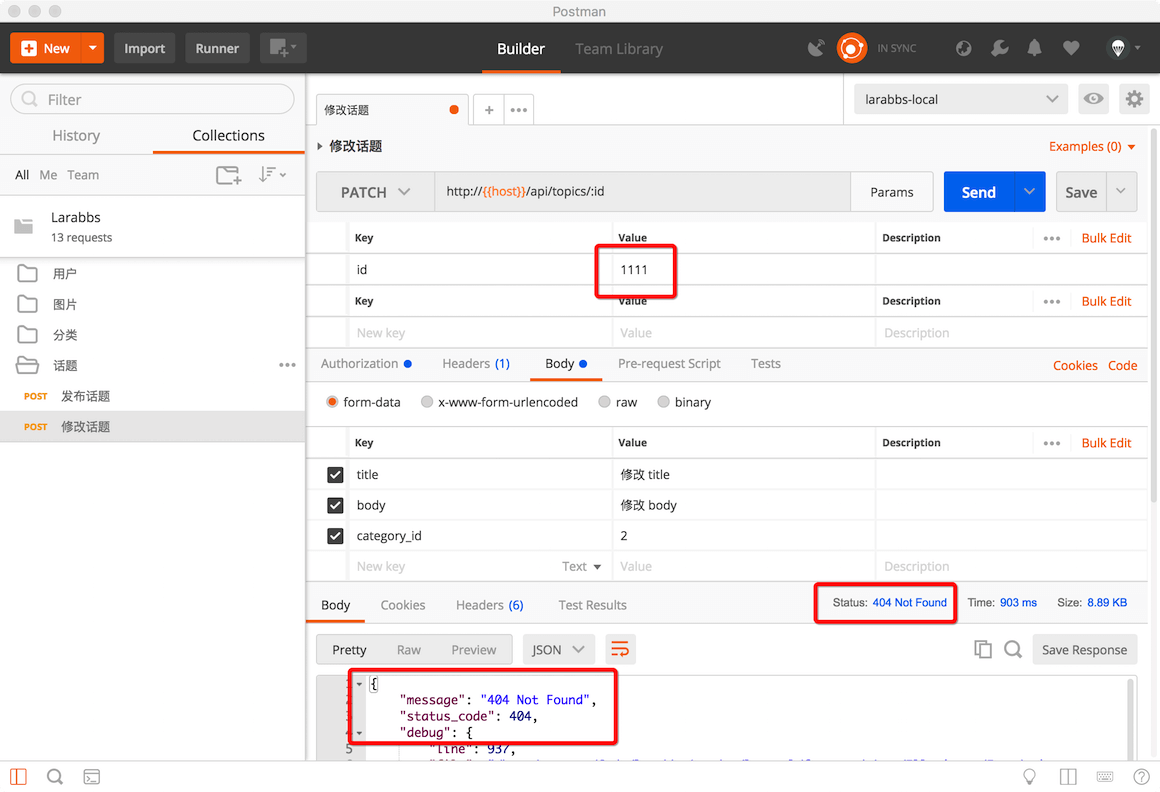 Postman
New
Import
Runner
Builder
Team Library
IN SYNC
Filter
History
Collections
All Me Team
Larabbs
13 requests
用户
图片
分类
话题
POST 发布话题
POST 修改话题
修改话题
larabbs-local
修改话题
Examples (0)
PATCH
http://{{host}}/api/topics/:id
Params
Send
Save
Key Value Description Bulk Edit
id 1111
Key Value Description Bulk Edit
New key Value Description
Authorization Headers (1) Body Pre-request Script Tests Cookies Code
form-data x-www-form-urlencoded raw binary
Key Value Description Bulk Edit
title 修改 title
body 修改 body
category_id 2
New key Text Value Description
Body Cookies Headers (6) Test Results Status: 404 Not Found Time: 903 ms Size: 8.89 KB
Pretty Raw Preview JSON Save Response
{
"message": "404 Not Found",
"status_code": 404,
"debug": {
5 "line": 937,